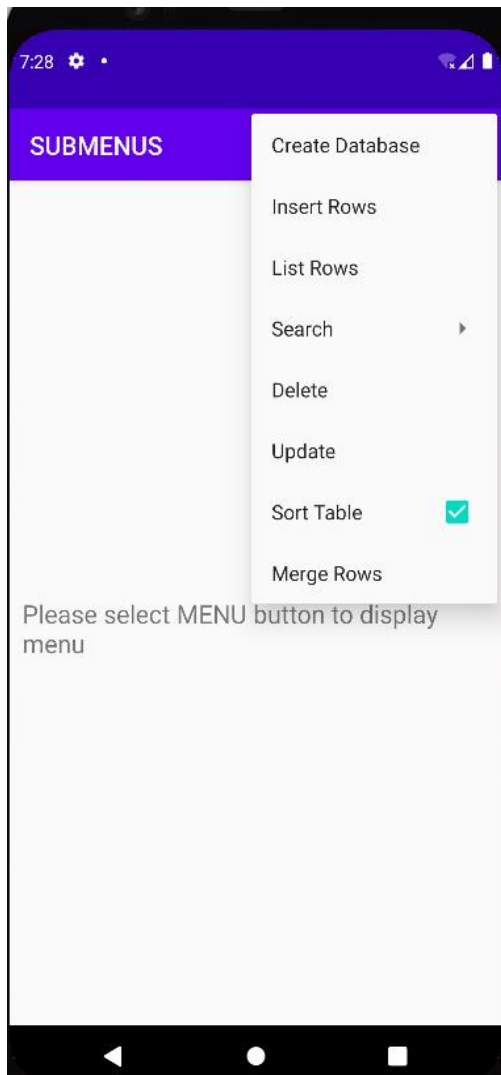 7:28
SUBMENUS
Create Database
Insert Rows
List Rows
Search
Delete
Update
Sort Table
Merge Rows
Please select MENU button to display
menu